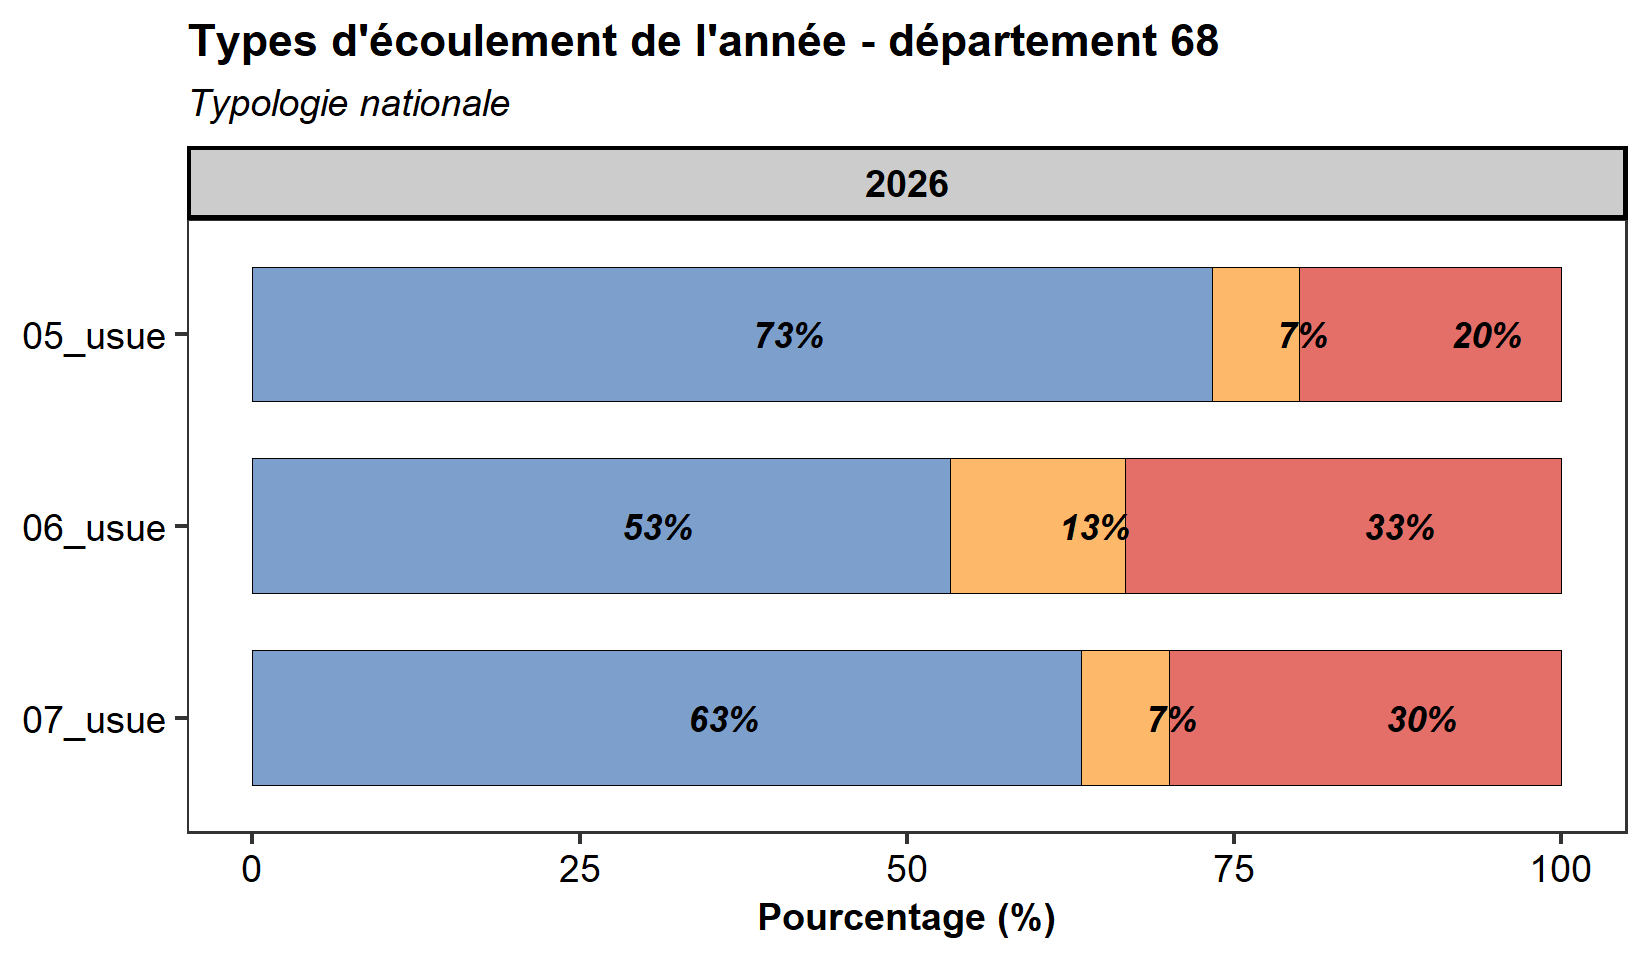 Types d'écoulement de l'année - département 68
Typologie nationale
2026
05_usue 73% 7% 20%
06_usue 53% 13% 33%
07_usue 63% 7% 30%
0 25 50 75 100
Pourcentage (%)